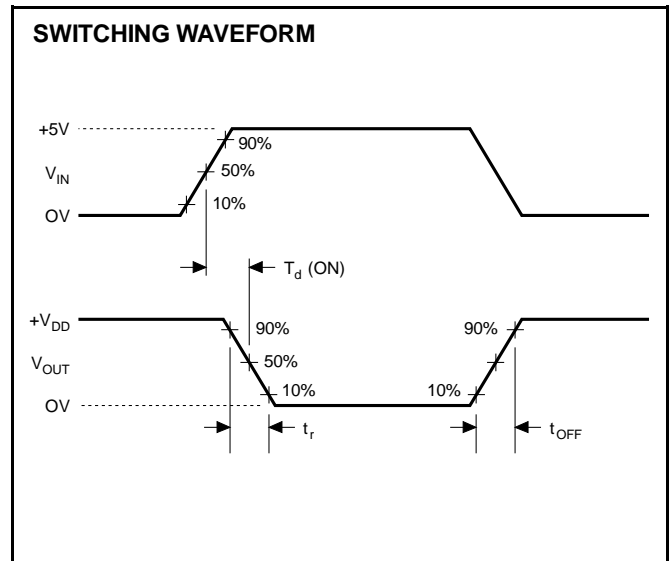 SWITCHING WAVEFORM
+5V
90%
VIN
50%
10%
OV
Td (ON)
+VDD
90%
90%
VOUT
50%
10%
10%
OV
tr
tOFF